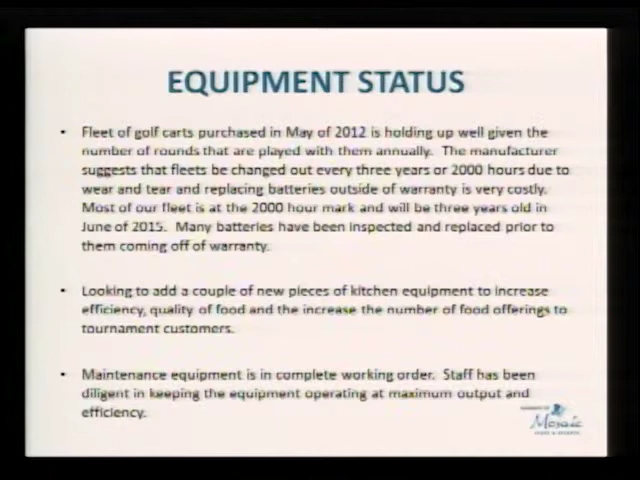 EQUIPMENT STATUS
• Fleet of golf carts purchased in May of 2012 is holding up well given the
number of rounds that are played with them annually. The manufacturer
suggests that fleets be changed out every three years or 2000 hours due to
wear and tear and replacing batteries outside of warranty is very costly.
Most of our fleet is at the 2000 hour mark and will be three years old in
June of 2015. Many batteries have been inspected and replaced prior to
them coming off of warranty.
• Looking to add a couple of new pieces of kitchen equipment to increase
efficiency, quality of food and the increase the number of food offerings to
tournament customers.
• Maintenance equipment is in complete working order. Staff has been
diligent in keeping the equipment operating at maximum output and
efficiency.
Mosaic